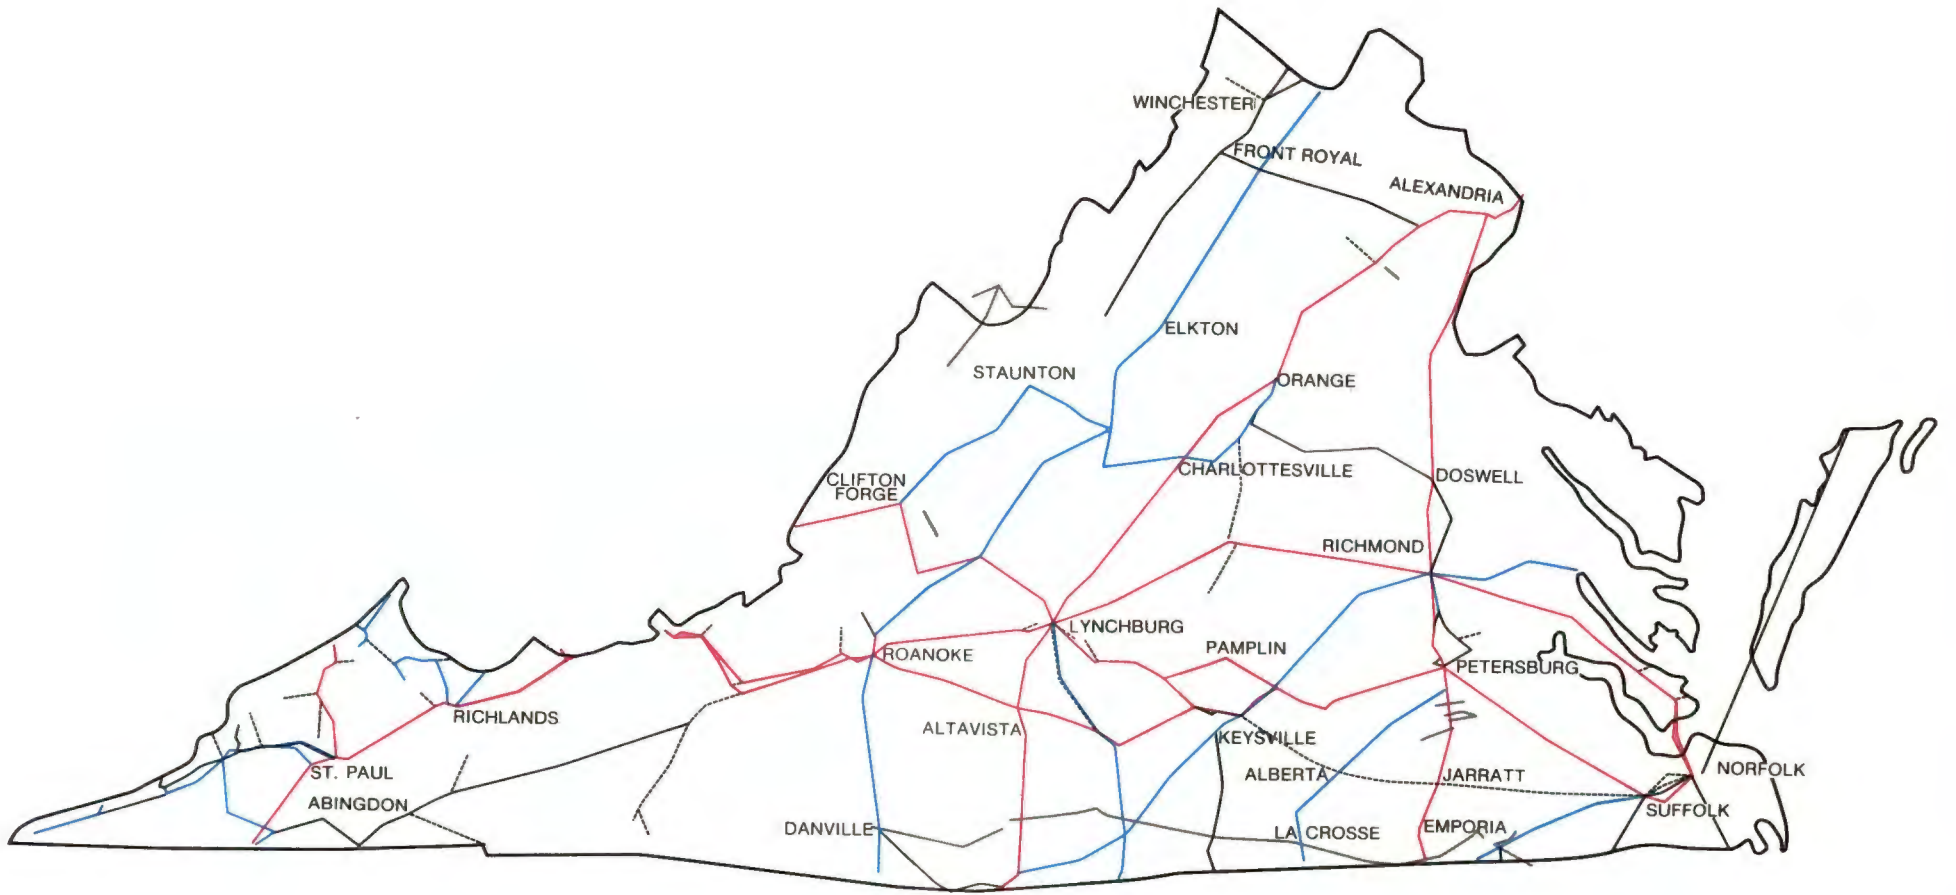 WINCHESTER
FRONT ROYAL
ALEXANDRIA
ELKTON
STAUNTON
ORANGE
CHARLOTTESVILLE
CLIFTON
FORGE
DOSWELL
RICHMOND
LYNCHBURG
ROANOKE
PAMPLIN
PETERSBURG
RICHLANDS
ALTAVISTA
KEYSVILLE
ST. PAUL
ALBERTA
JARRATT
NORFOLK
ABINGDON
SUFFOLK
DANVILLE
LA CROSSE
EMPORIA